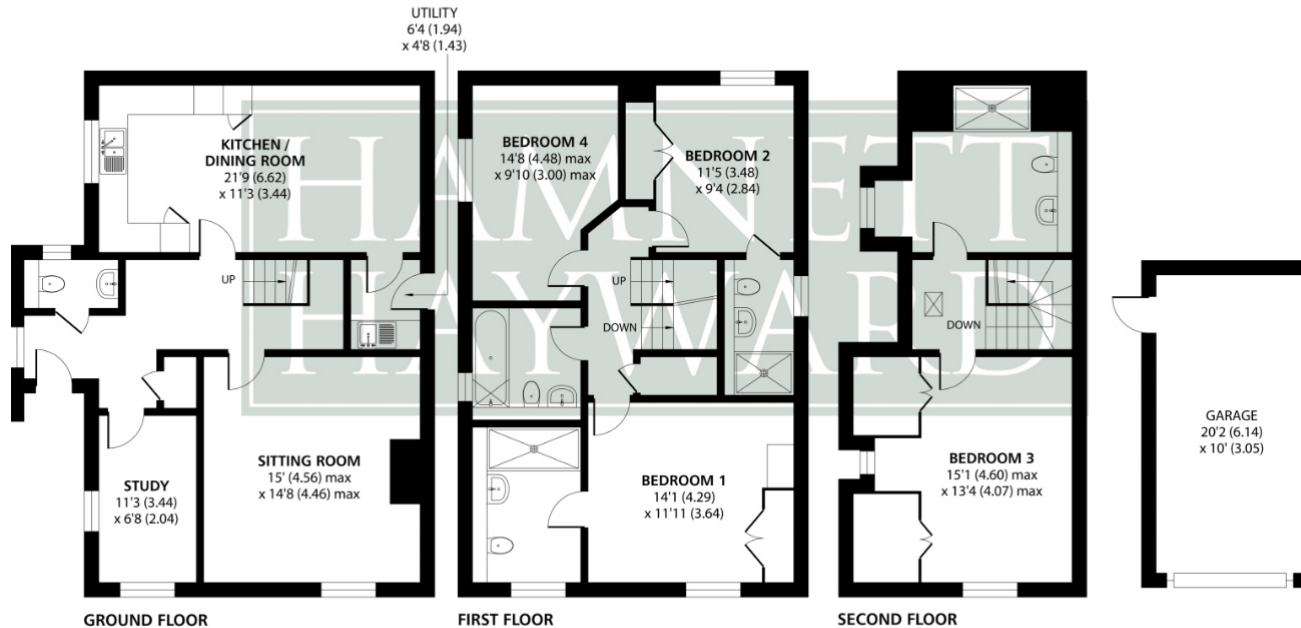 UTILITY
6'4 (1.94)
x 4'8 (1.43)
KITCHEN /
DINING ROOM
21'9 (6.62)
x 11'3 (3.44)
UP
STUDY
11'3 (3.44)
x 6'8 (2.04)
SITTING ROOM
15' (4.56) max
x 14'8 (4.46) max
GROUND FLOOR
BEDROOM 4
14'8 (4.48) max
x 9'10 (3.00) max
BEDROOM 2
11'5 (3.48)
x 9'4 (2.84)
UP
DOWN
BEDROOM 1
14'1 (4.29)
x 11'11 (3.64)
FIRST FLOOR
DOWN
BEDROOM 3
15'1 (4.60) max
x 13'4 (4.07) max
SECOND FLOOR
GARAGE
20'2 (6.14)
x 10' (3.05)
HAMNETT
HAYWARD